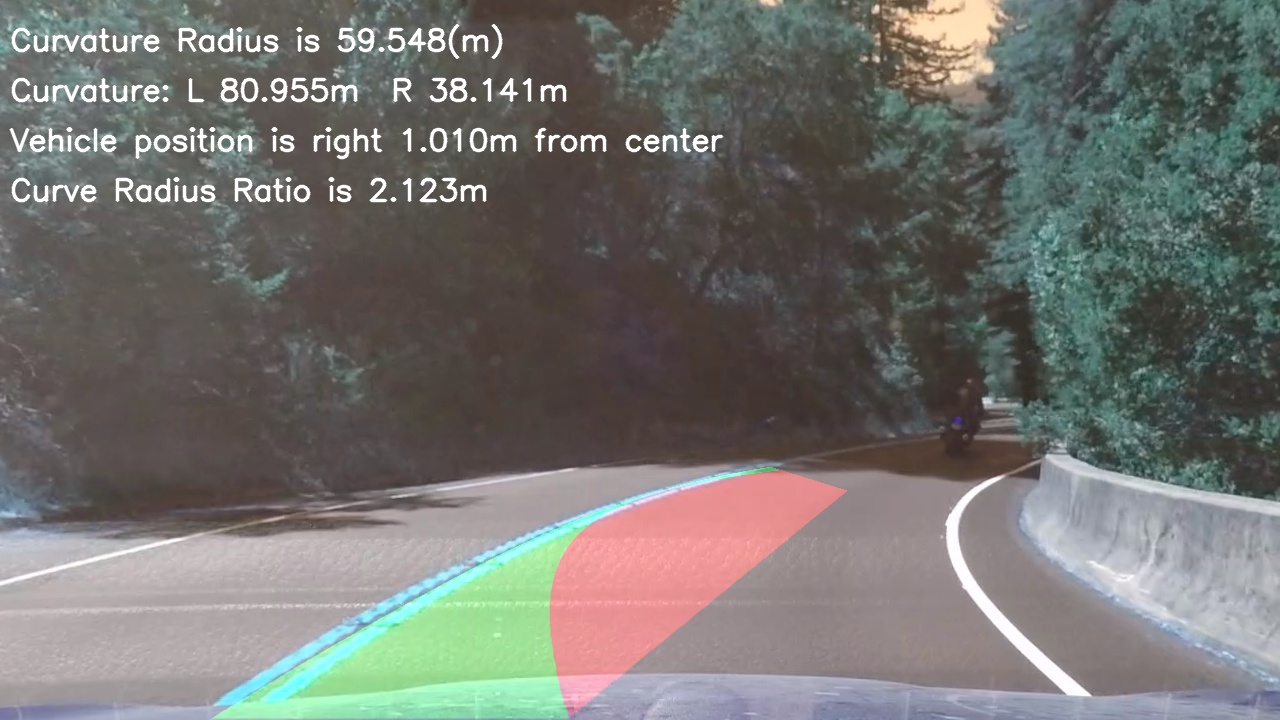 Curvature Radius is 59.548(m)
Curvature: L 80.955m R 38.141m
Vehicle position is right 1.010m from center
Curve Radius Ratio is 2.123m